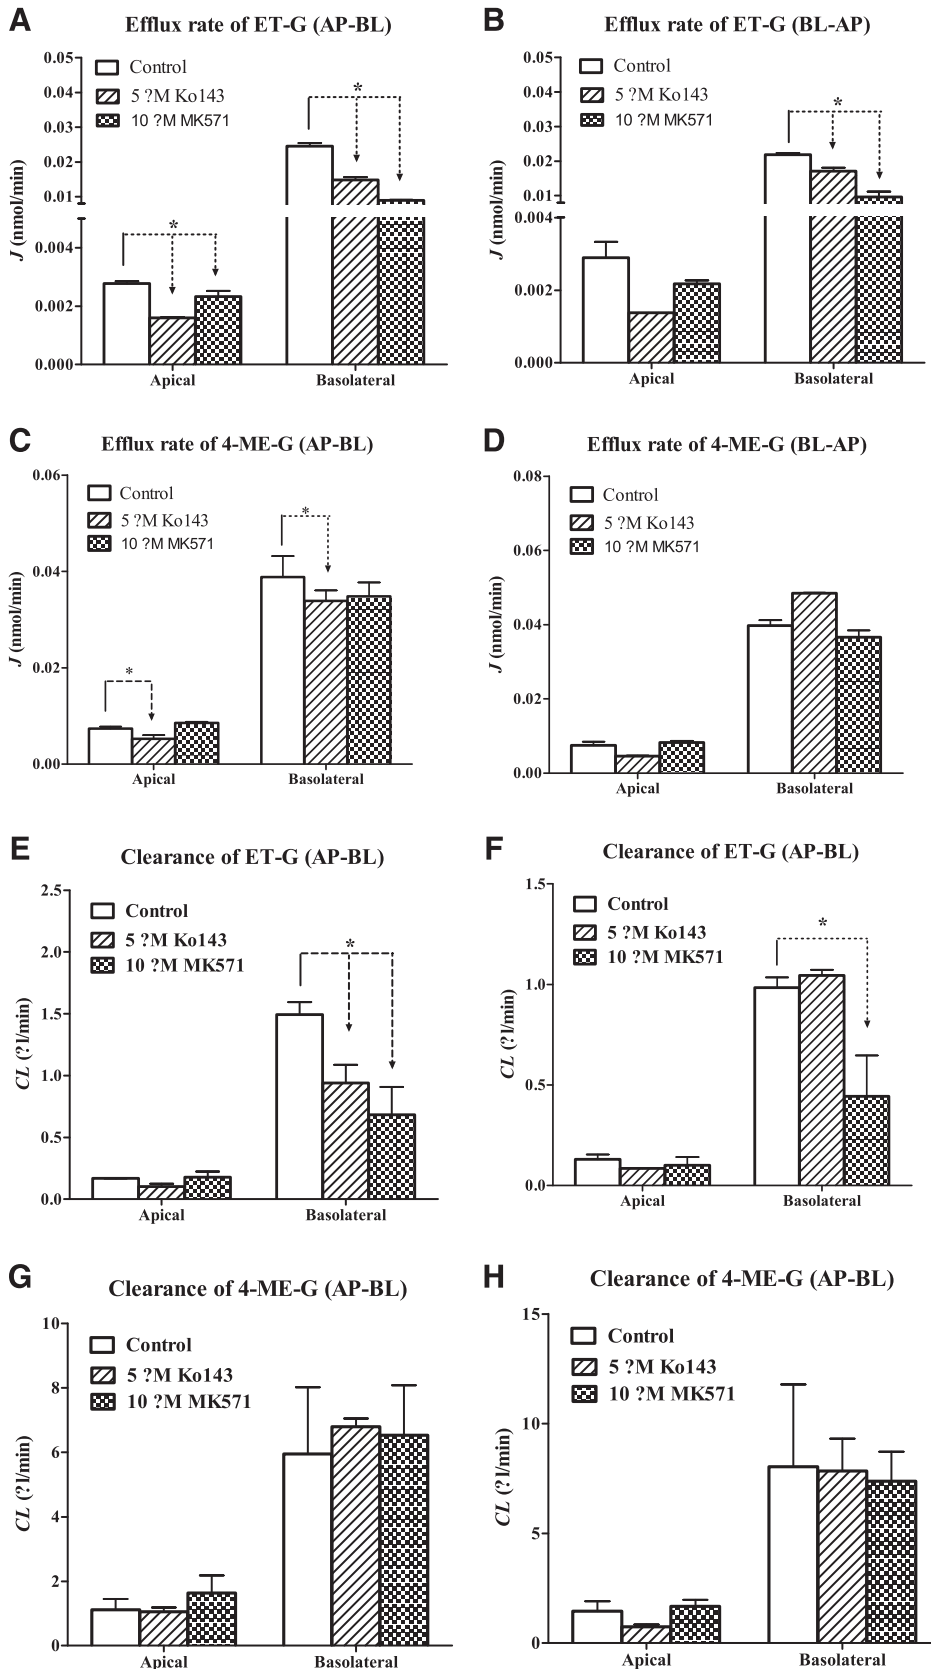 A
Efflux rate of ET-G (AP-BL)
0.05
0.04
0.03
0.02
0.01
0.004
0.002
0.000
J (nmol/min)
Control
5 ?M Ko143
10 ?M MK571
*
*
Apical
Basolateral
B
Efflux rate of ET-G (BL-AP)
0.05
0.04
0.03
0.02
0.01
0.004
0.002
0.000
J (nmol/min)
Control
5 ?M Ko143
10 ?M MK571
*
Apical
Basolateral
C
Efflux rate of 4-ME-G (AP-BL)
0.06
0.04
0.02
0.00
J (nmol/min)
Control
5 ?M Ko143
10 ?M MK571
*
*
Apical
Basolateral
D
Efflux rate of 4-ME-G (BL-AP)
0.08
0.06
0.04
0.02
0.00
J (nmol/min)
Control
5 ?M Ko143
10 ?M MK571
Apical
Basolateral
E
Clearance of ET-G (AP-BL)
2.5
2.0
1.5
1.0
0.5
0.0
CL (?l/min)
Control
5 ?M Ko143
10 ?M MK571
*
Apical
Basolateral
F
Clearance of ET-G (AP-BL)
1.5
1.0
0.5
0.0
CL (?l/min)
Control
5 ?M Ko143
10 ?M MK571
*
Apical
Basolateral
G
Clearance of 4-ME-G (AP-BL)
10
8
6
4
2
0
CL (?l/min)
Control
5 ?M Ko143
10 ?M MK571
Apical
Basolateral
H
Clearance of 4-ME-G (AP-BL)
15
10
5
0
CL (?l/min)
Control
5 ?M Ko143
10 ?M MK571
Apical
Basolateral